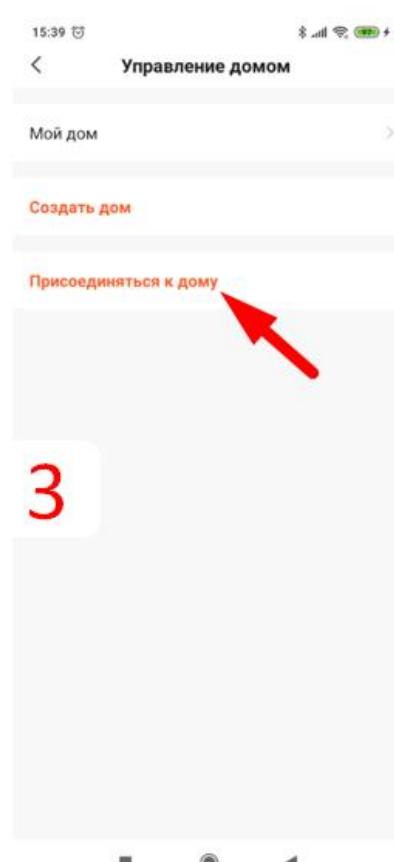 15:39
Управление домом
Мой дом
Создать дом
Присоединяться к дому
3